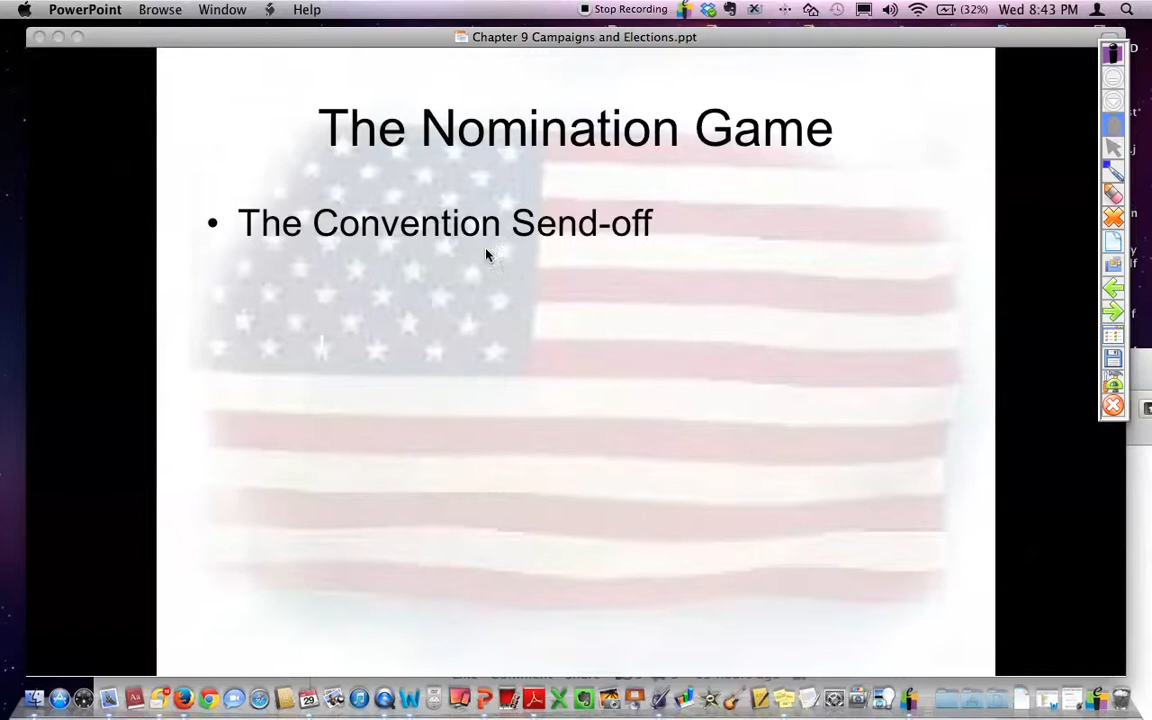 PowerPoint Browse Window Help Stop Recording (32%) Wed 8:43 PM
Chapter 9 Campaigns and Elections.ppt
The Nomination Game
• The Convention Send-off